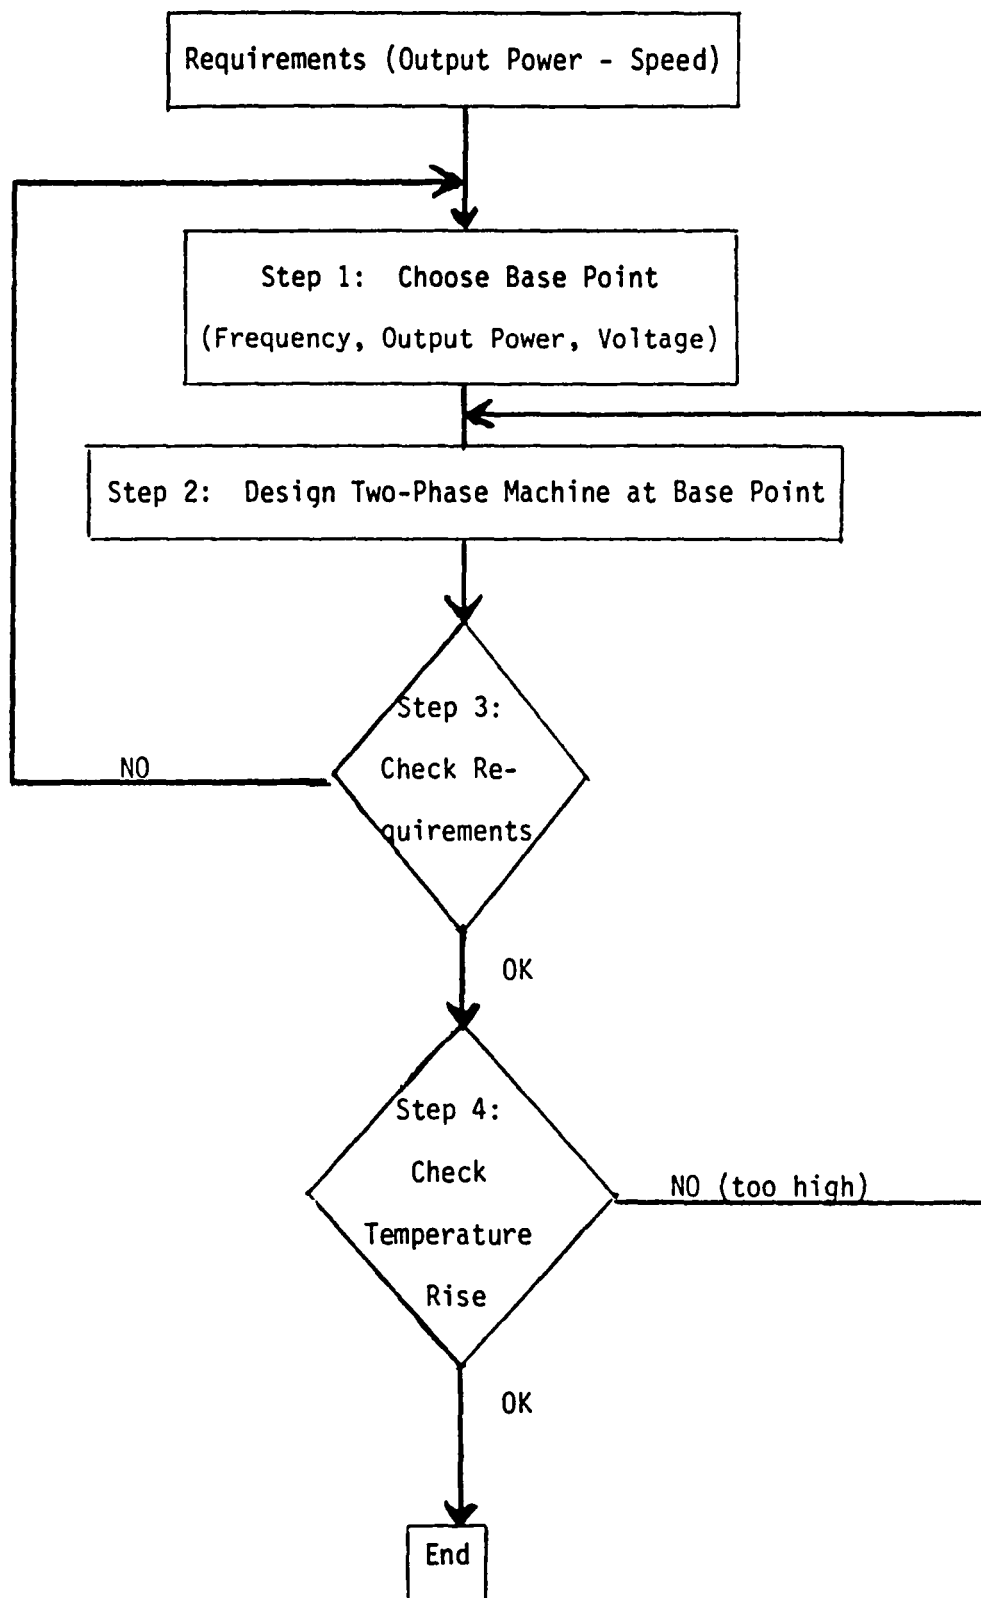 Requirements (Output Power - Speed)
Step 1: Choose Base Point
(Frequency, Output Power, Voltage)
Step 2: Design Two-Phase Machine at Base Point
Step 3:
Check Re-
quirements
NO
OK
Step 4:
Check
Temperature
Rise
NO (too high)
OK
End